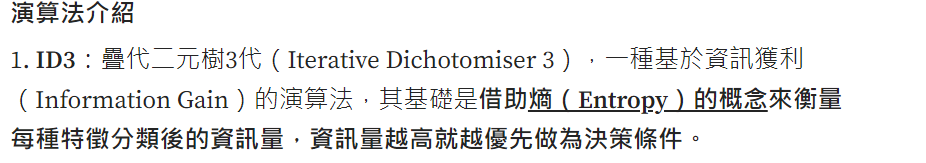 演算法介紹
1. ID3：疊代二元樹3代（Iterative Dichotomiser 3），一種基於資訊獲利
（Information Gain）的演算法，其基礎是借助熵（Entropy）的概念來衡量
每種特徵分類後的資訊量，資訊量越高就越優先做為決策條件。